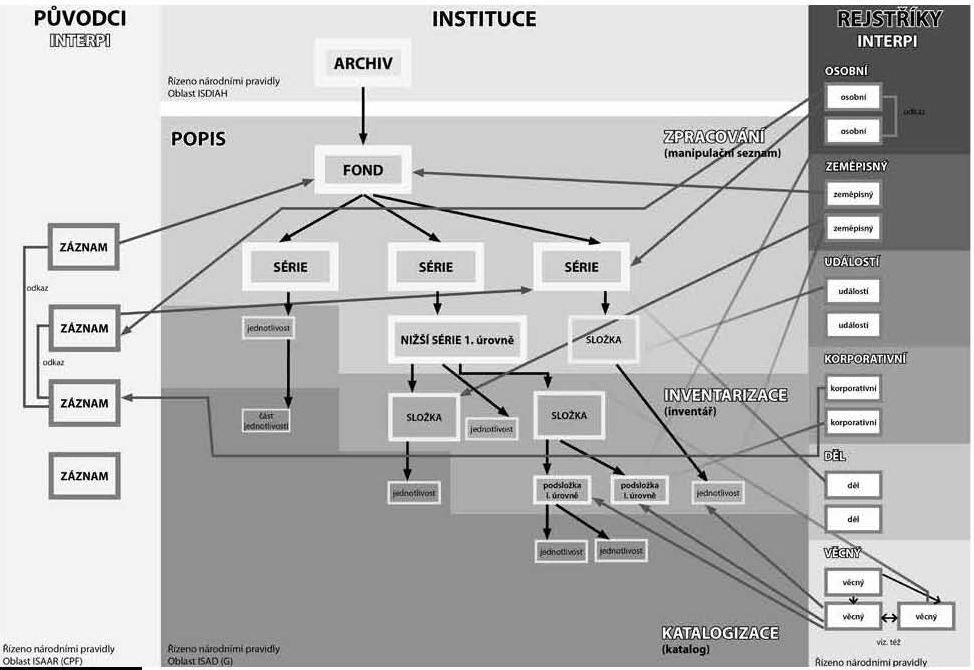 PŮVODCI
INTERPI
INSTITUCE
REJSTŘÍKY
INTERPI
ARCHIV
Řízeno národními pravidly
Oblast ISDIAH
OSOBNÍ
osobní
odkaz
osobní
POPIS
ZPRACOVÁNÍ
(manipulační seznam)
FOND
ZEMĚPISNÝ
zeměpisný
zeměpisný
ZÁZNAM
SÉRIE
SÉRIE
SÉRIE
UDÁLOSTÍ
událostí
událostí
odkaz
ZÁZNAM
jednotlivost
NIŽŠÍ SÉRIE 1. úrovně
SLOŽKA
odkaz
KORPORATIVNÍ
korporativní
korporativní
ZÁZNAM
INVENTARIZACE
(inventář)
část
jednotlivosti
SLOŽKA
jednotlivost
SLOŽKA
DĚL
děl
děl
ZÁZNAM
jednotlivost
podsložka
I. úrovně
podsložka
I. úrovně
jednotlivost
jednotlivost
jednotlivost
VĚCNÝ
věcný
věcný
věcný
viz. též
KATALOGIZACE
(katalog)
Řízeno národními pravidly
Oblast ISAAR (CPF)
Řízeno národními pravidly
Oblast ISAD (G)
Řízeno národními pravidly